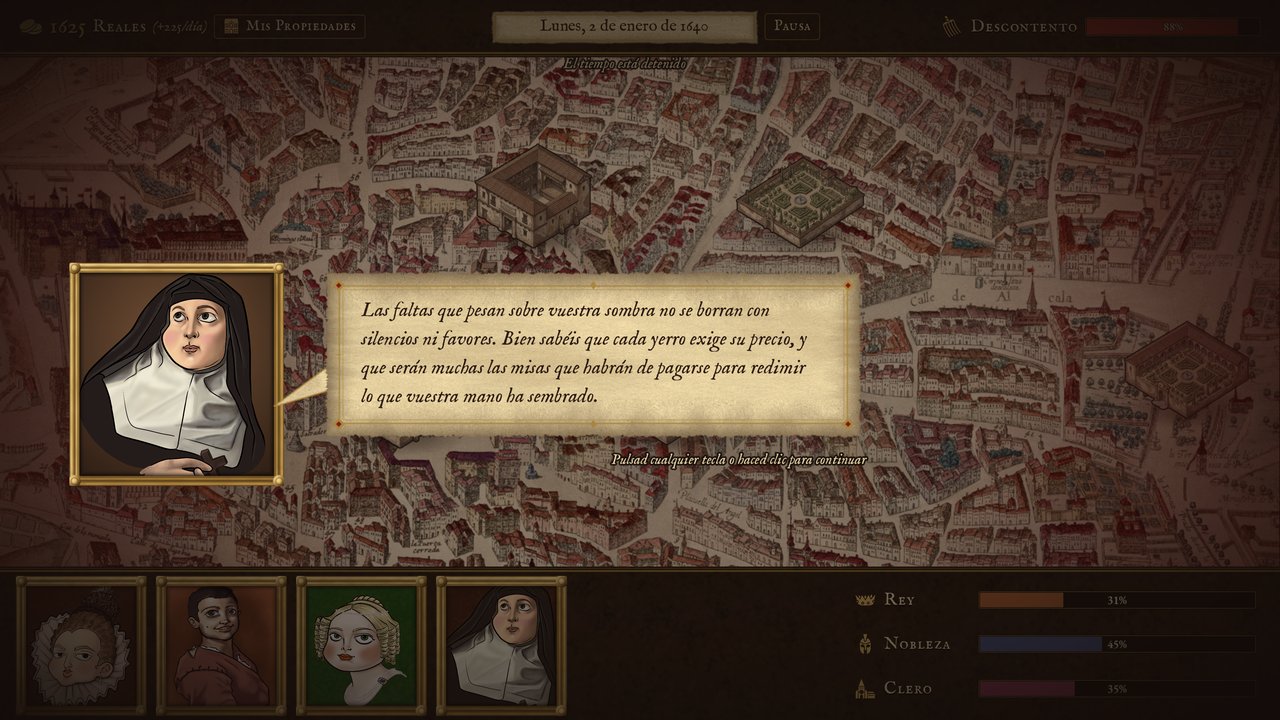 1625 Reales (+225/día)
Mis Propiedades
Lunes, 2 de enero de 1640
Pausa
Descontento
88%
El tiempo está detenido
Calle de Al cala
Las faltas que pesan sobre vuestra sombra no se borran con
silencios ni favores. Bien sabéis que cada yerro exige su precio, y
que serán muchas las misas que habrán de pagarse para redimir
lo que vuestra mano ha sembrado.
Pulsad cualquier tecla o haced clic para continuar
Rey
31%
Nobleza
45%
Clero
35%